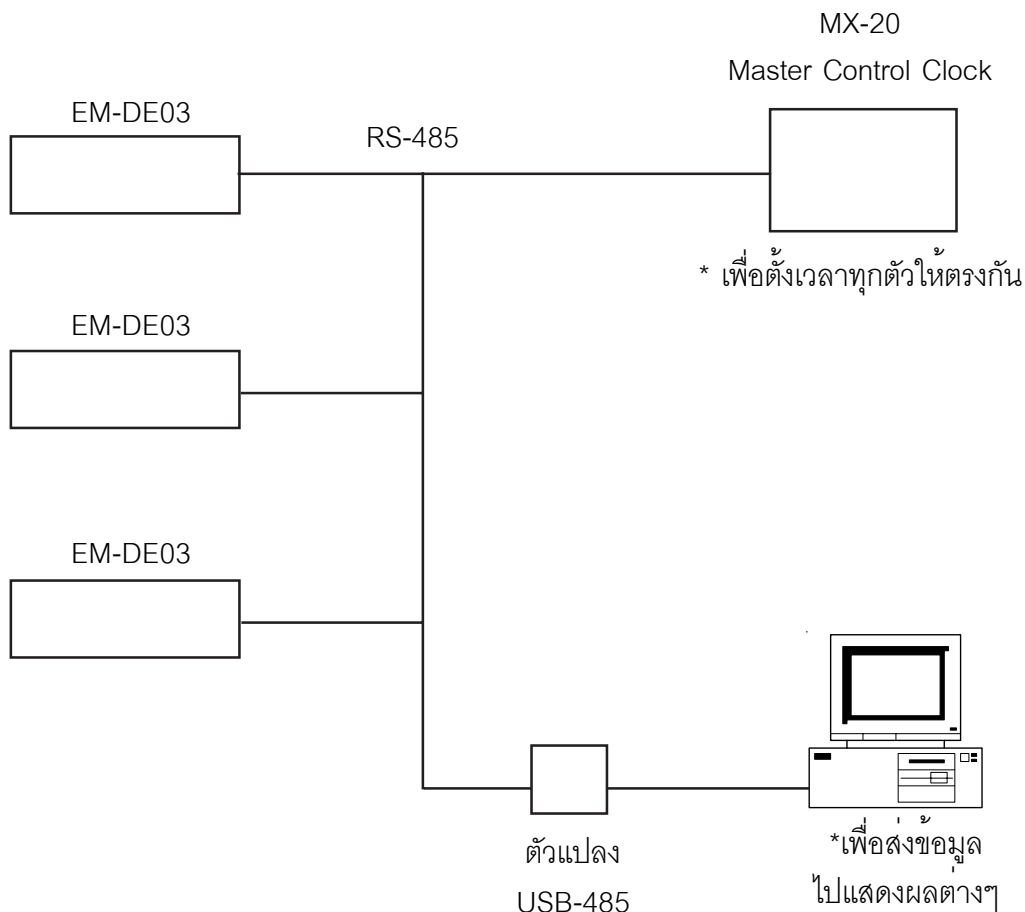 MX-20
Master Control Clock
EM-DE03
RS-485
* เพื่อตั้งเวลาทุกตัวให้ตรงกัน
EM-DE03
EM-DE03
ตัวแปลง
USB-485
*เพื่อส่งข้อมูล
ไปแสดงผลต่างๆ